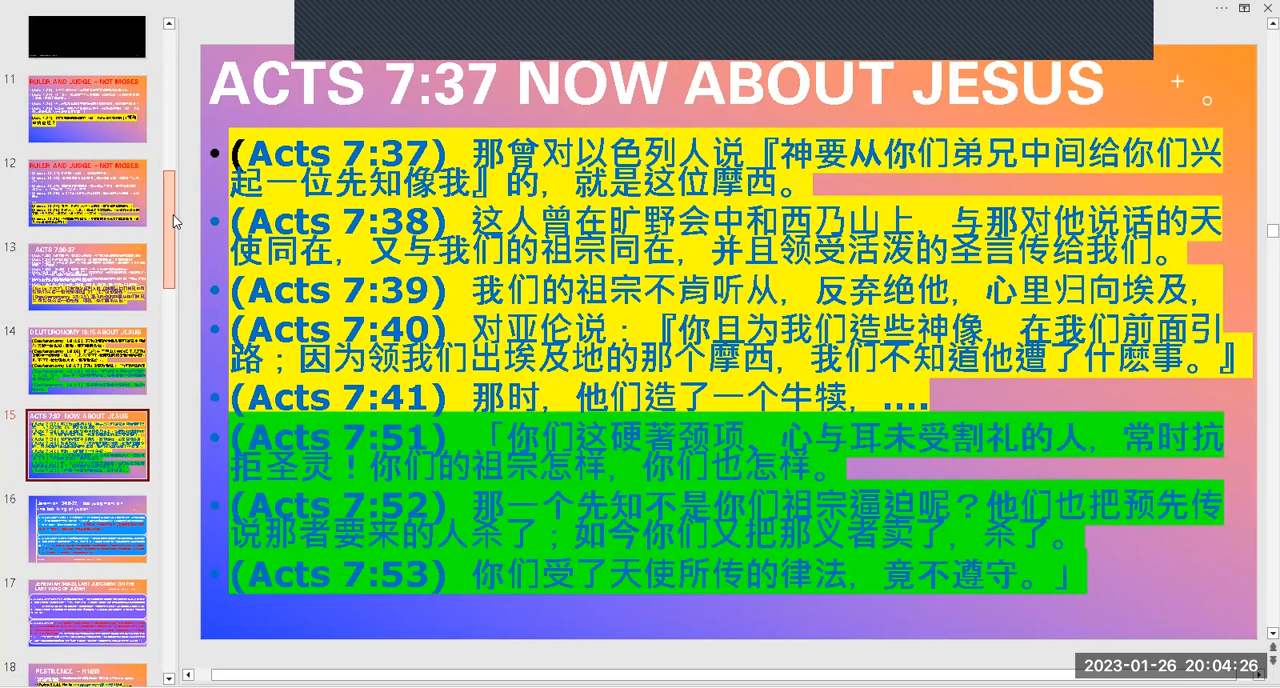 11
RULER AND JUDGE – NOT MOSES
12
RULER AND JUDGE – NOT MOSES
13
ACTS 7:30-37
14
DEUTERONOMY 18:15 ABOUT JESUS
15
ACTS 7:37 NOW ABOUT JESUS
16
17
JEREMIAH 34:8-22, LAST JUDGMENT ON THE
LAST KING OF JUDAH
18
PESTILENCE – H1698
ACTS 7:37 NOW ABOUT JESUS
• (Acts 7:37) 那曾对以色列人说『神要从你们弟兄中间给你们兴
起一位先知像我』的，就是这位摩西。
• (Acts 7:38) 这人曾在旷野会中和西乃山上，与那对他说话的天
使同在，又与我们的祖宗同在，并且领受活泼的圣言传给我们。
• (Acts 7:39) 我们的祖宗不肯听从，反弃绝他，心里归向埃及，
• (Acts 7:40) 对亚伦说：『你且为我们造些神像，在我们前面引
路；因为领我们出埃及地的那个摩西，我们不知道他遭了什麽事。』
• (Acts 7:41) 那时，他们造了一个牛犊，....
• (Acts 7:51) 「你们这硬著颈项、心与耳未受割礼的人，常时抗
拒圣灵！你们的祖宗怎样，你们也怎样。
• (Acts 7:52) 那一个先知不是你们祖宗逼迫呢？他们也把预先传
说那者要来的人杀了；如今你们又把那义者卖了，杀了。
• (Acts 7:53) 你们受了天使所传的律法，竟不遵守。」
2023-01-26 20:04:26